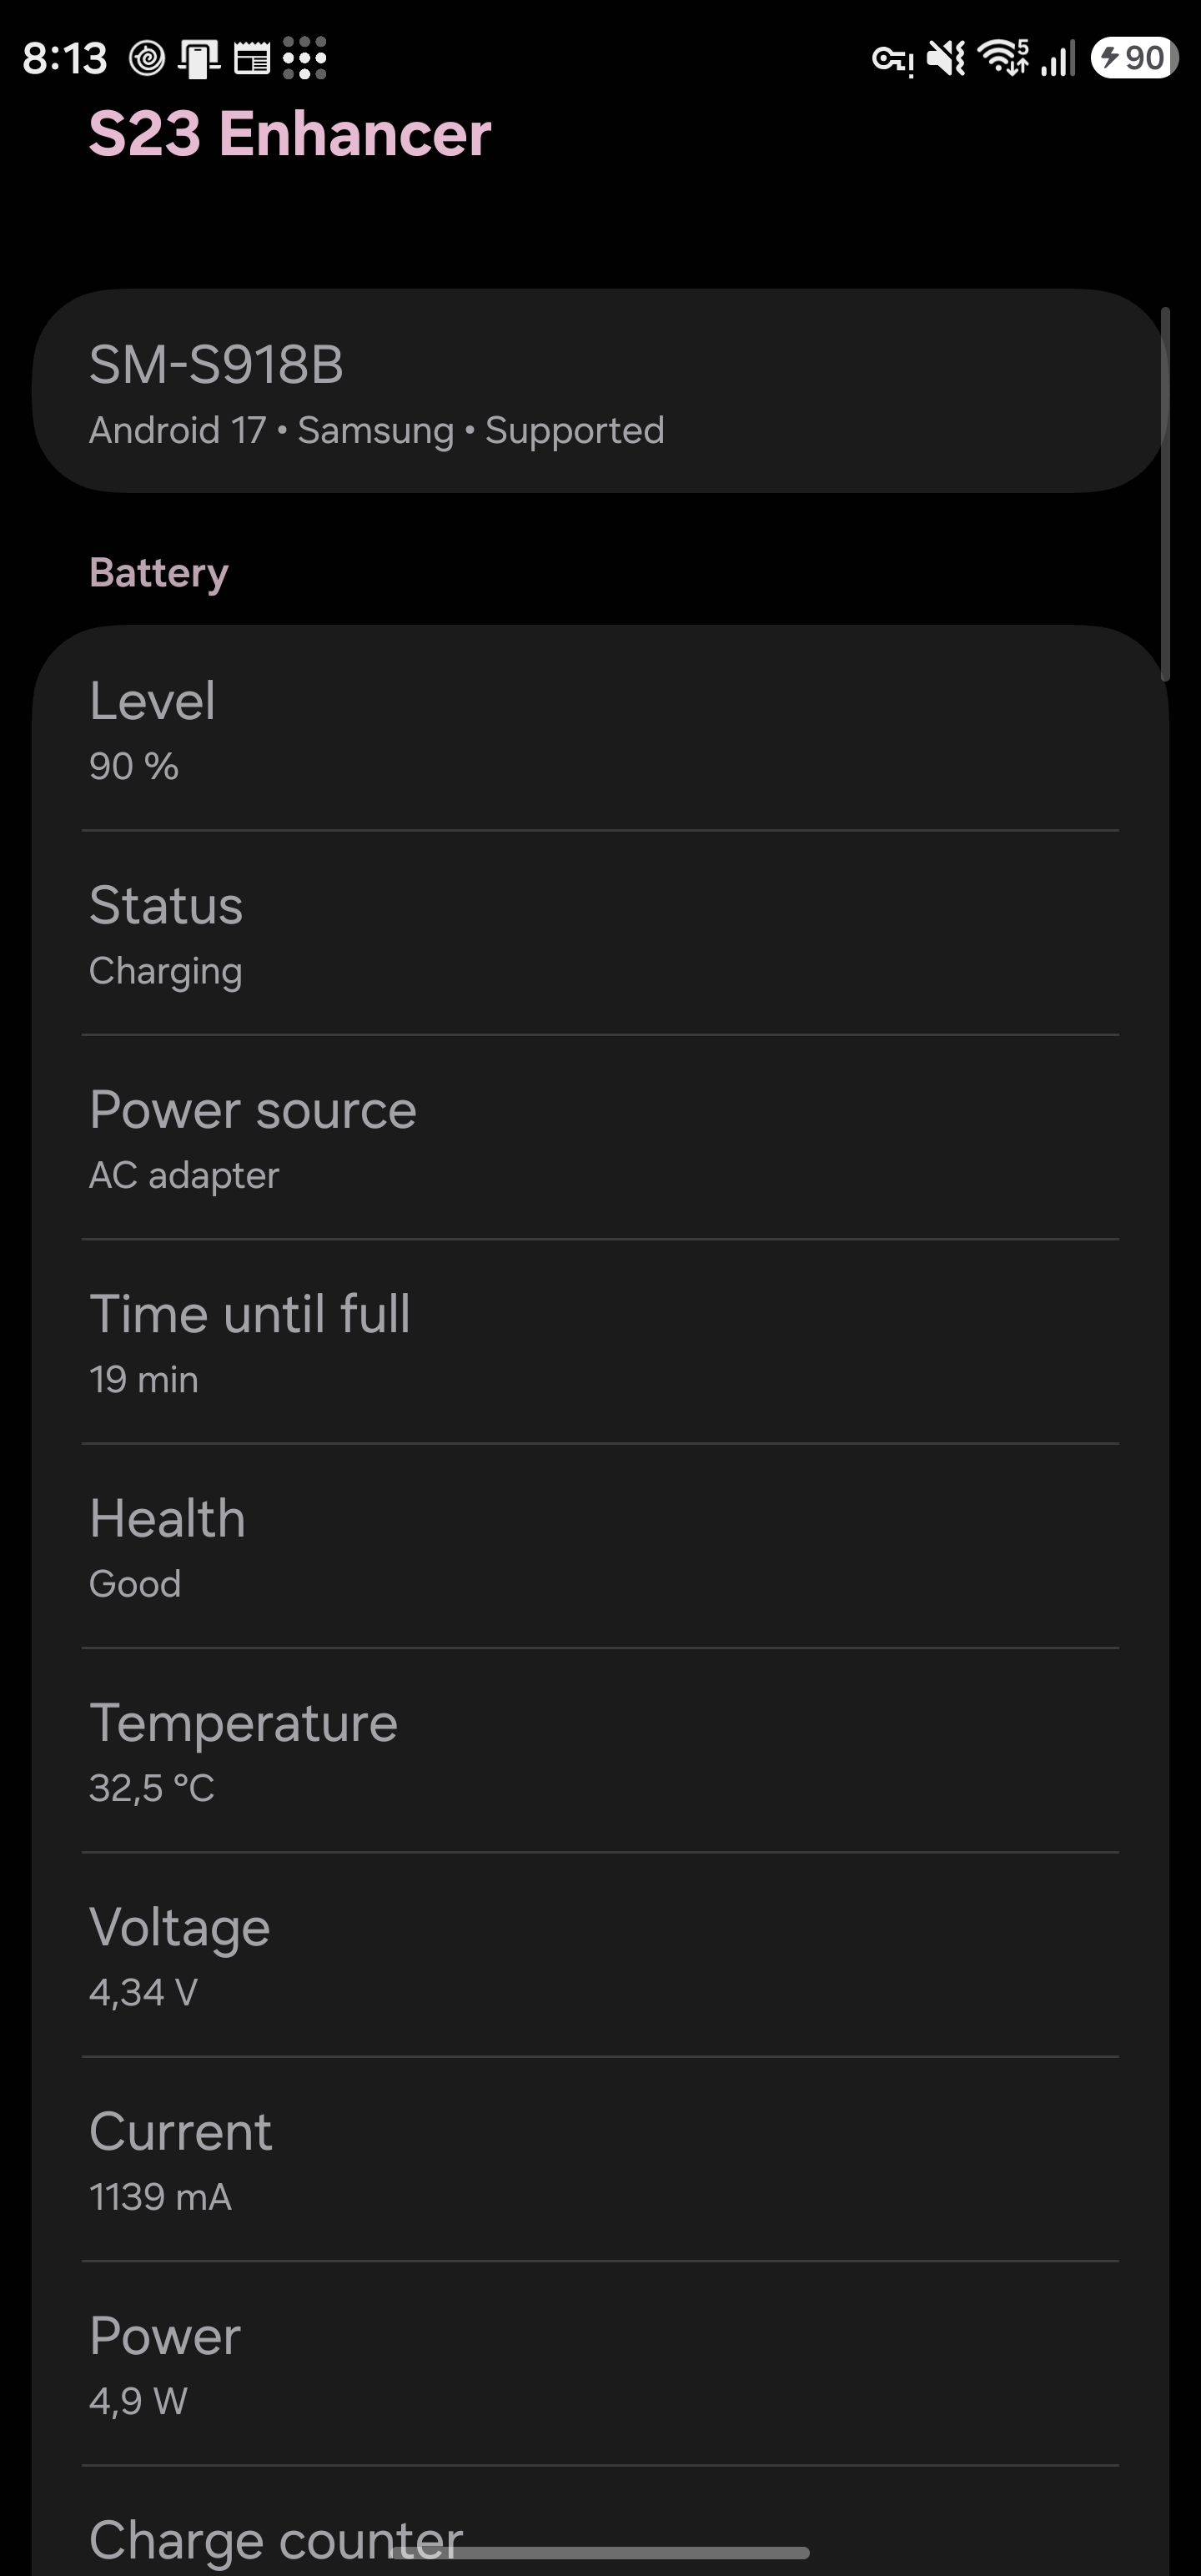 8:13
5
90
S23 Enhancer
SM-S918B
Android 17 • Samsung • Supported
Battery
Level
90 %
Status
Charging
Power source
AC adapter
Time until full
19 min
Health
Good
Temperature
32,5 °C
Voltage
4,34 V
Current
1139 mA
Power
4,9 W
Charge counter